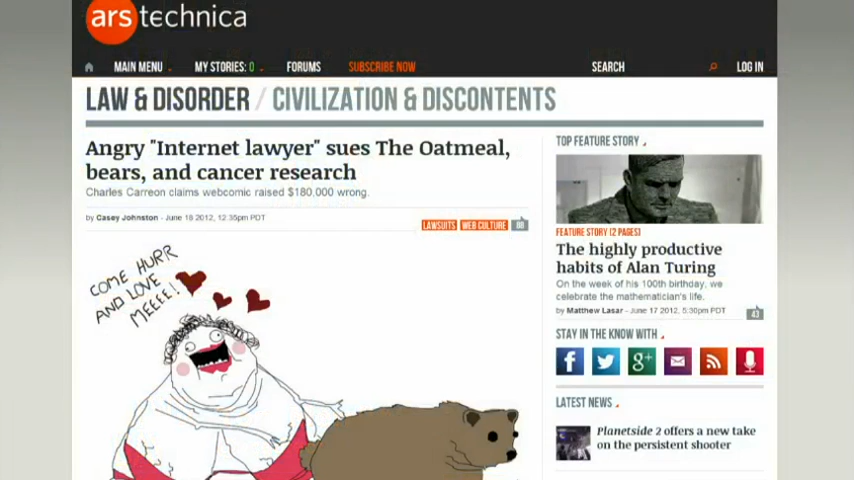 ars technica
MAIN MENU MY STORIES: 0 FORUMS SUBSCRIBE NOW SEARCH LOG IN
LAW & DISORDER / CIVILIZATION & DISCONTENTS
Angry "Internet lawyer" sues The Oatmeal,
bears, and cancer research
Charles Carreon claims webcomic raised $180,000 wrong.
by Casey Johnston - June 18 2012, 12:35pm PDT
LAWSUITS WEB CULTURE 88
COME HURR
AND LOVE
MEEEE!
TOP FEATURE STORY
FEATURE STORY (2 PAGES)
The highly productive
habits of Alan Turing
On the week of his 100th birthday, we
celebrate the mathematician's life.
by Matthew Lasar - June 17 2012, 5:30pm PDT 43
STAY IN THE KNOW WITH
f g+
LATEST NEWS
Planetside 2 offers a new take
on the persistent shooter